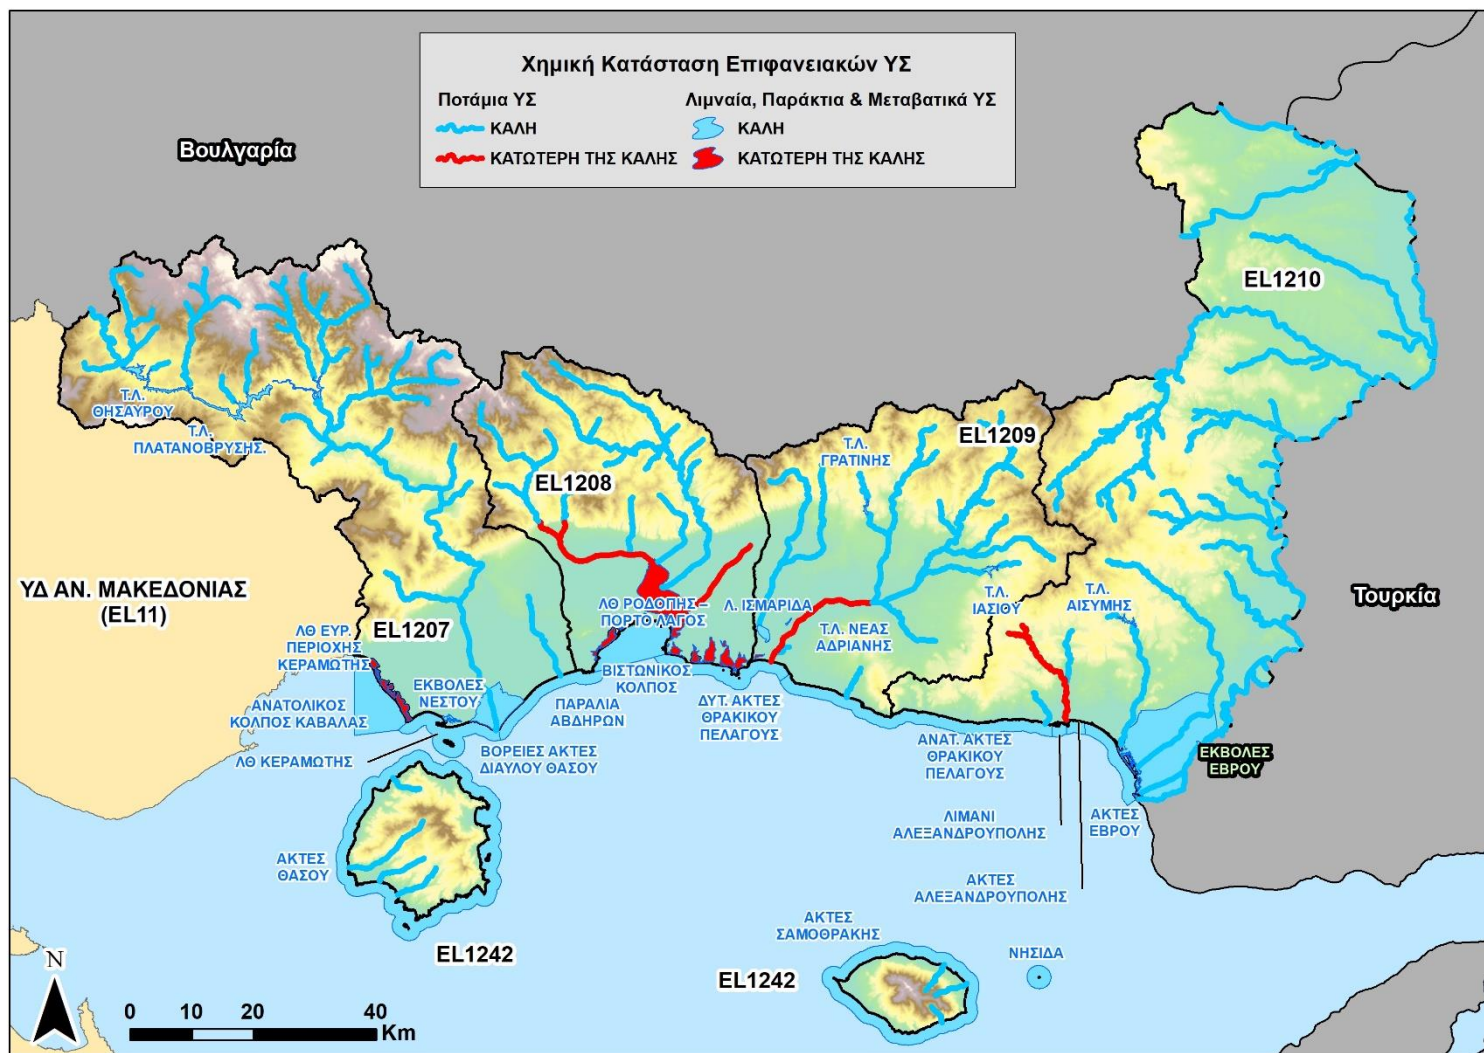 Χημική Κατάσταση Επιφανειακών ΥΣ
Ποτάμια ΥΣ
ΚΑΛΗ
ΚΑΤΩΤΕΡΗ ΤΗΣ ΚΑΛΗΣ
Λιμναία, Παράκτια & Μεταβατικά ΥΣ
ΚΑΛΗ
ΚΑΤΩΤΕΡΗ ΤΗΣ ΚΑΛΗΣ
Βουλγαρία
EL1210
Τ.Λ.
ΘΗΣΑΥΡΟΥ
Τ.Λ.
ΠΛΑΤΑΝΟΒΡΥΣΗΣ.
EL1208
Τ.Λ.
ΓΡΑΤΙΝΗΣ
EL1209
ΥΔ ΑΝ. ΜΑΚΕΔΟΝΙΑΣ
(EL11)
EL1207
ΛΘ ΡΟΔΟΠΗΣ –
ΠΟΡΤΟ ΛΑΓΟΣ
Λ. ΙΣΜΑΡΙΔΑ
Τ.Λ.
ΙΑΣΙΟΥ
Τ.Λ.
ΑΙΣΥΜΗΣ
Τουρκία
ΛΘ ΕΥΡ.
ΠΕΡΙΟΧΗΣ
ΚΕΡΑΜΩΤΗΣ
Τ.Λ. ΝΕΑΣ
ΑΔΡΙΑΝΗΣ
ΑΝΑΤΟΛΙΚΟΣ
ΚΟΛΠΟΣ ΚΑΒΑΛΑΣ
ΕΚΒΟΛΕΣ
ΝΕΣΤΟΥ
ΒΙΣΤΩΝΙΚΟΣ
ΚΟΛΠΟΣ
ΠΑΡΑΛΙΑ
ΑΒΔΗΡΩΝ
ΔΥΤ. ΑΚΤΕΣ
ΘΡΑΚΙΚΟΥ
ΠΕΛΑΓΟΥΣ
ΛΘ ΚΕΡΑΜΩΤΗΣ
ΒΟΡΕΙΕΣ ΑΚΤΕΣ
ΔΙΑΥΛΟΥ ΘΑΣΟΥ
ΑΝΑΤ. ΑΚΤΕΣ
ΘΡΑΚΙΚΟΥ
ΠΕΛΑΓΟΥΣ
ΕΚΒΟΛΕΣ
ΕΒΡΟΥ
ΛΙΜΑΝΙ
ΑΛΕΞΑΝΔΡΟΥΠΟΛΗΣ
ΑΚΤΕΣ
ΕΒΡΟΥ
ΑΚΤΕΣ
ΘΑΣΟΥ
ΑΚΤΕΣ
ΑΛΕΞΑΝΔΡΟΥΠΟΛΗΣ
ΑΚΤΕΣ
ΣΑΜΟΘΡΑΚΗΣ
EL1242
ΝΗΣΙΔΑ
EL1242
N
0 10 20 40
Km